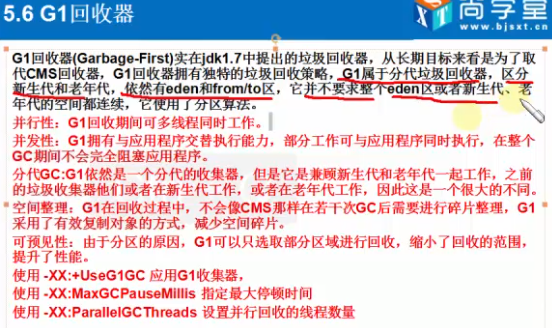 5.6 G1回收器
尚学堂
www.bjsxt.com
G1回收器(Garbage-First)实在jdk1.7中提出的垃圾回收器，从长期目标来看是为了取
代CMS回收器，G1回收器拥有独特的垃圾回收策略，G1属于分代垃圾回收器，区分
新生代和老年代，依然有eden和from/to区，它并不要求整个eden区或者新生代、老
年代的空间都连续，它使用了分区算法。
并行性：G1回收期间可多线程同时工作。
并发性：G1拥有与应用程序交替执行能力，部分工作可与应用程序同时执行，在整个
GC期间不会完全阻塞应用程序。
分代GC:G1依然是一个分代的收集器，但是它是兼顾新生代和老年代一起工作，之前
的垃圾收集器他们或者在新生代工作，或者在老年代工作，因此这是一个很大的不同。
空间整理：G1在回收过程中，不会像CMS那样在若干次GC后需要进行碎片整理，G1
采用了有效复制对象的方式，减少空间碎片。
可预见性：由于分区的原因，G1可以只选取部分区域进行回收，缩小了回收的范围，
提升了性能。
使用 -XX:+UseG1GC 应用G1收集器，
使用 -XX:MaxGCPauseMillis 指定最大停顿时间
使用 -XX:ParallelGCThreads 设置并行回收的线程数量